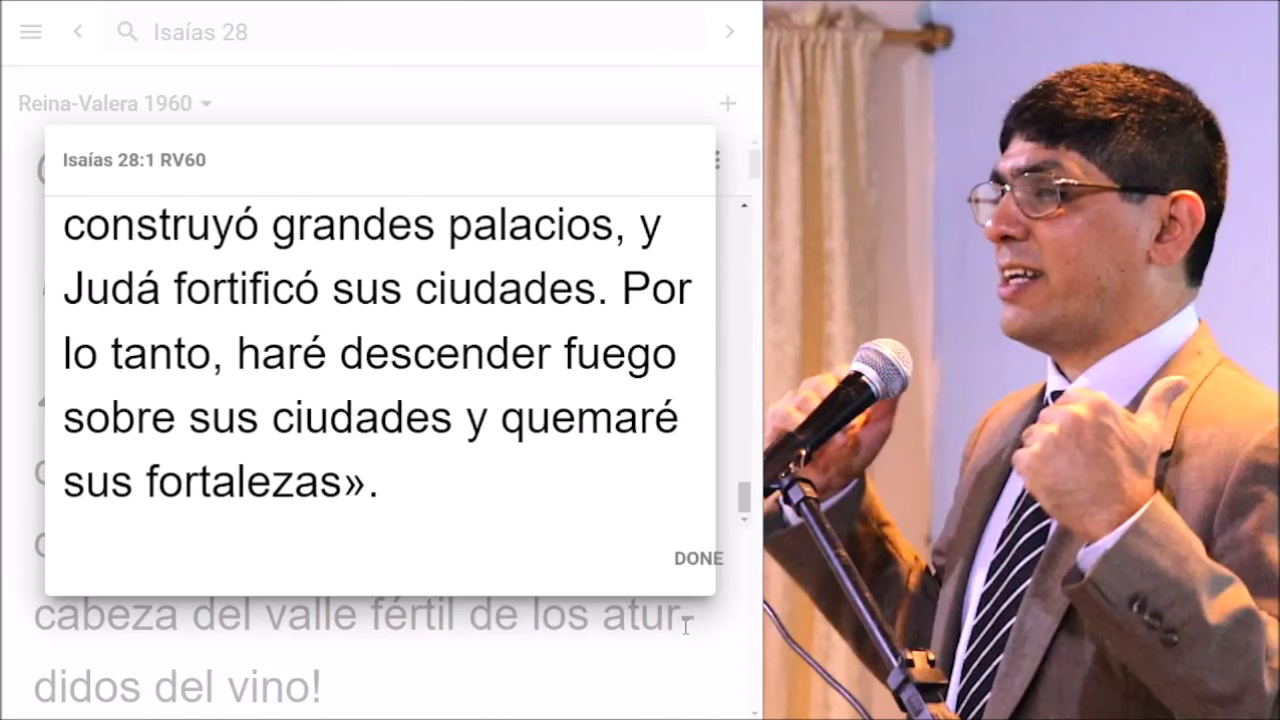 Isaías 28
Reina-Valera 1960
Isaías 28:1 RV60
construyó grandes palacios, y
Judá fortificó sus ciudades. Por
lo tanto, haré descender fuego
sobre sus ciudades y quemaré
sus fortalezas».
DONE
cabeza del valle fértil de los atur-
didos del vino!